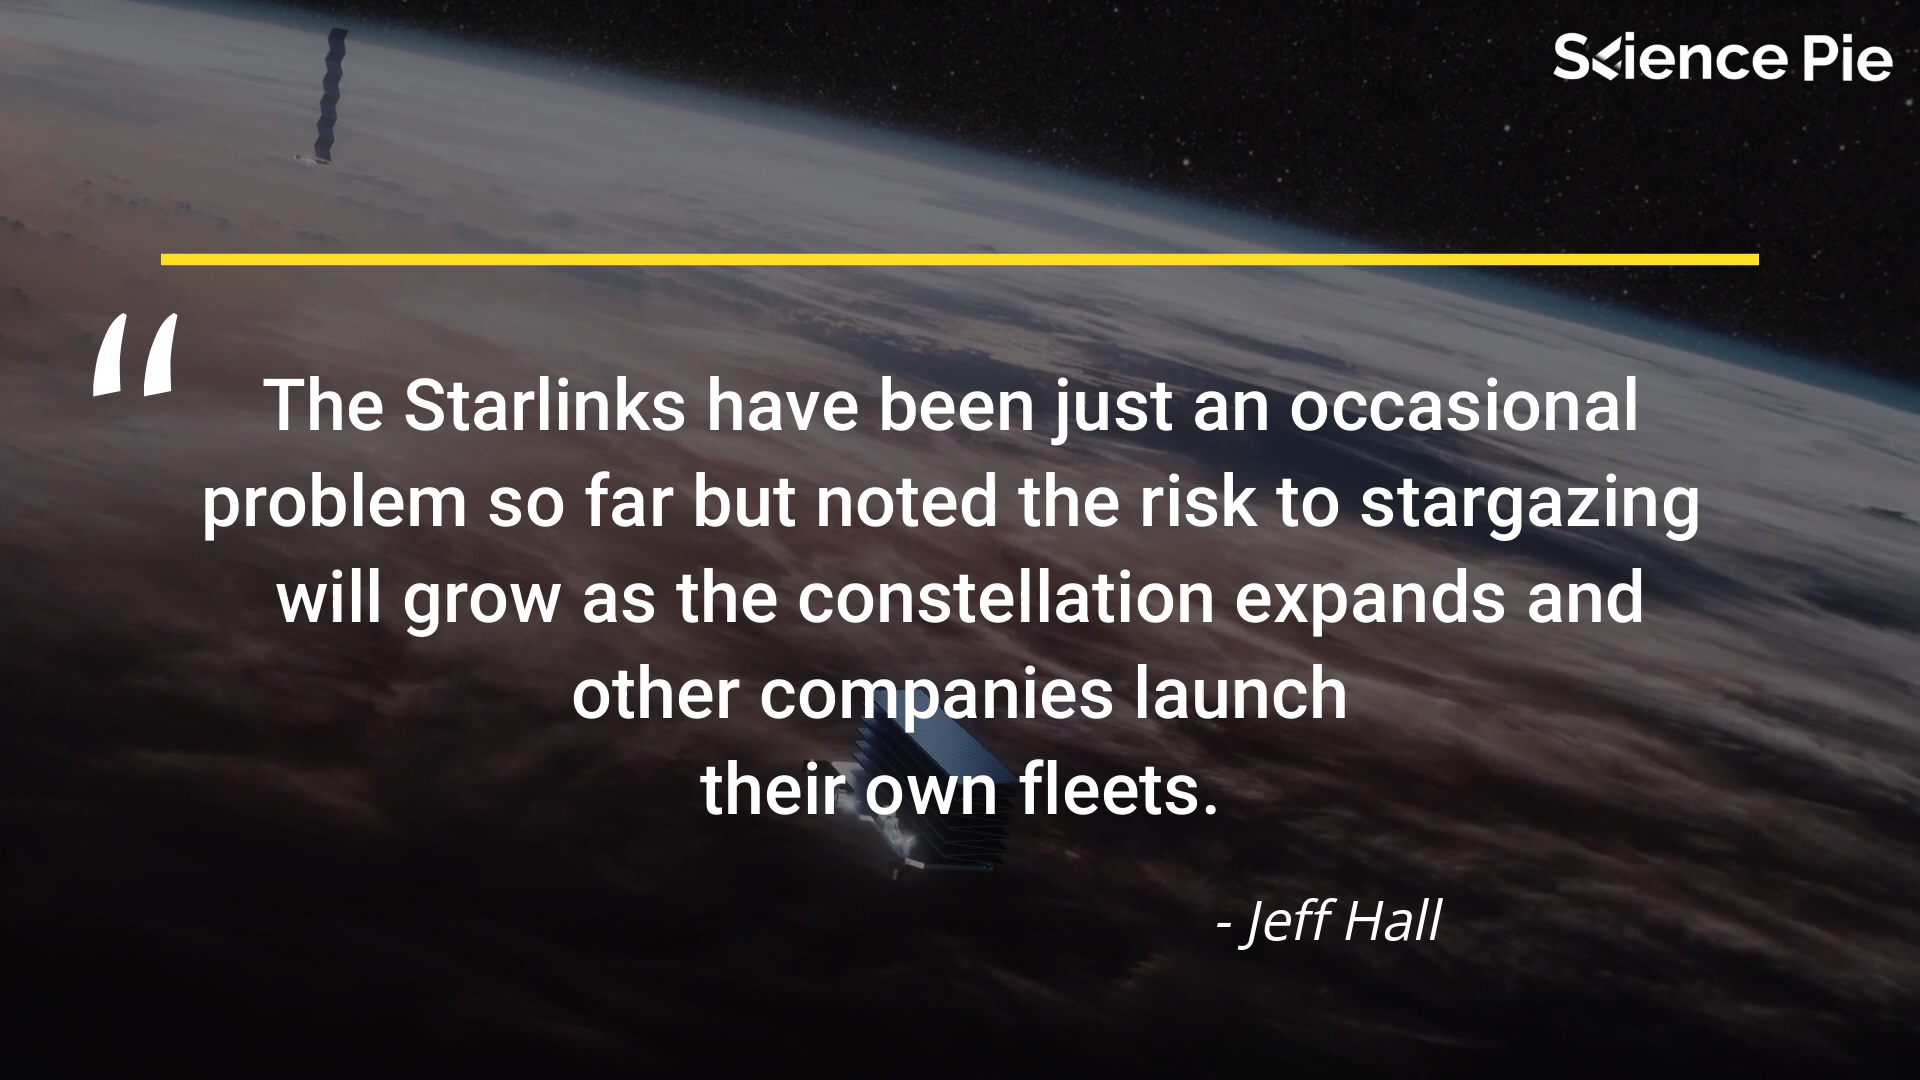 Science Pie
“
The Starlinks have been just an occasional
problem so far but noted the risk to stargazing
will grow as the constellation expands and
other companies launch
their own fleets.
- Jeff Hall